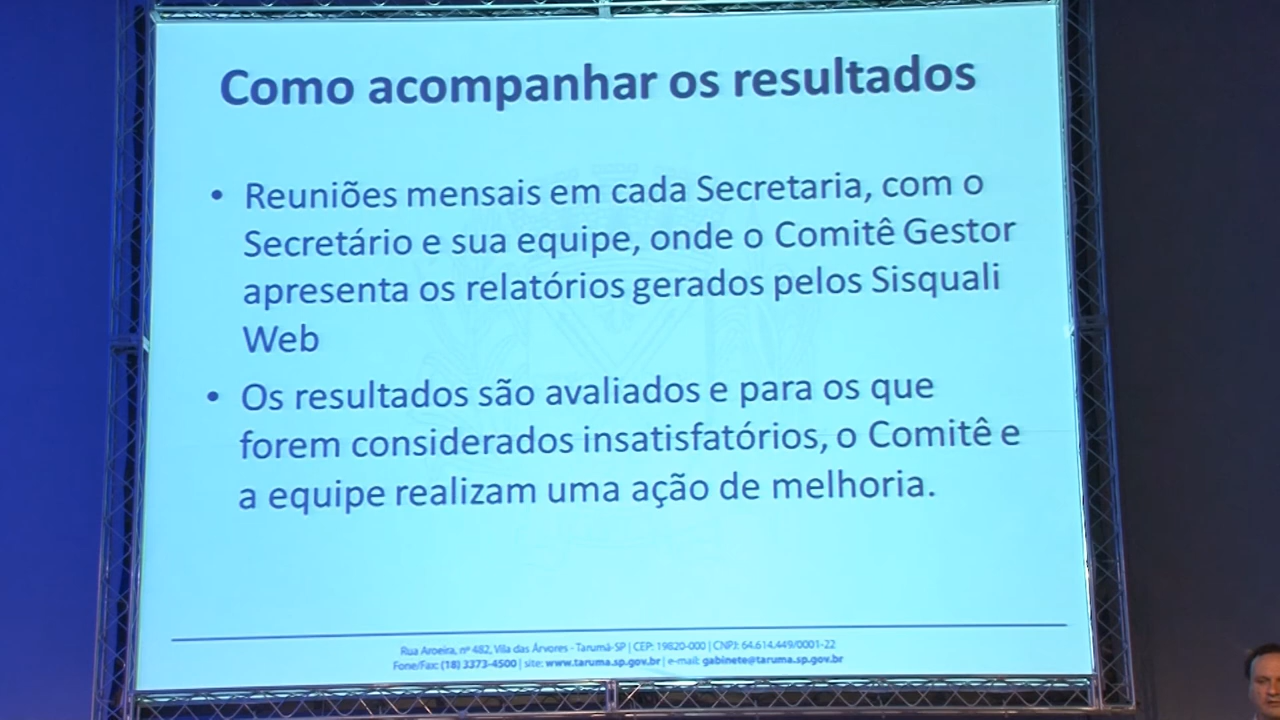 Como acompanhar os resultados
• Reuniões mensais em cada Secretaria, com o
Secretário e sua equipe, onde o Comitê Gestor
apresenta os relatórios gerados pelos Sisquali
Web
• Os resultados são avaliados e para os que
forem considerados insatisfatórios, o Comitê e
a equipe realizam uma ação de melhoria.
Rua Aroeira, nº 482, Vila das Árvores - Tarumã-SP | CEP: 19820-000 | CNPJ: 64.614.449/0001-22
Fone/Fax: (18) 3373-4500 | site: www.taruma.sp.gov.br | e-mail: gabinete@taruma.sp.gov.br